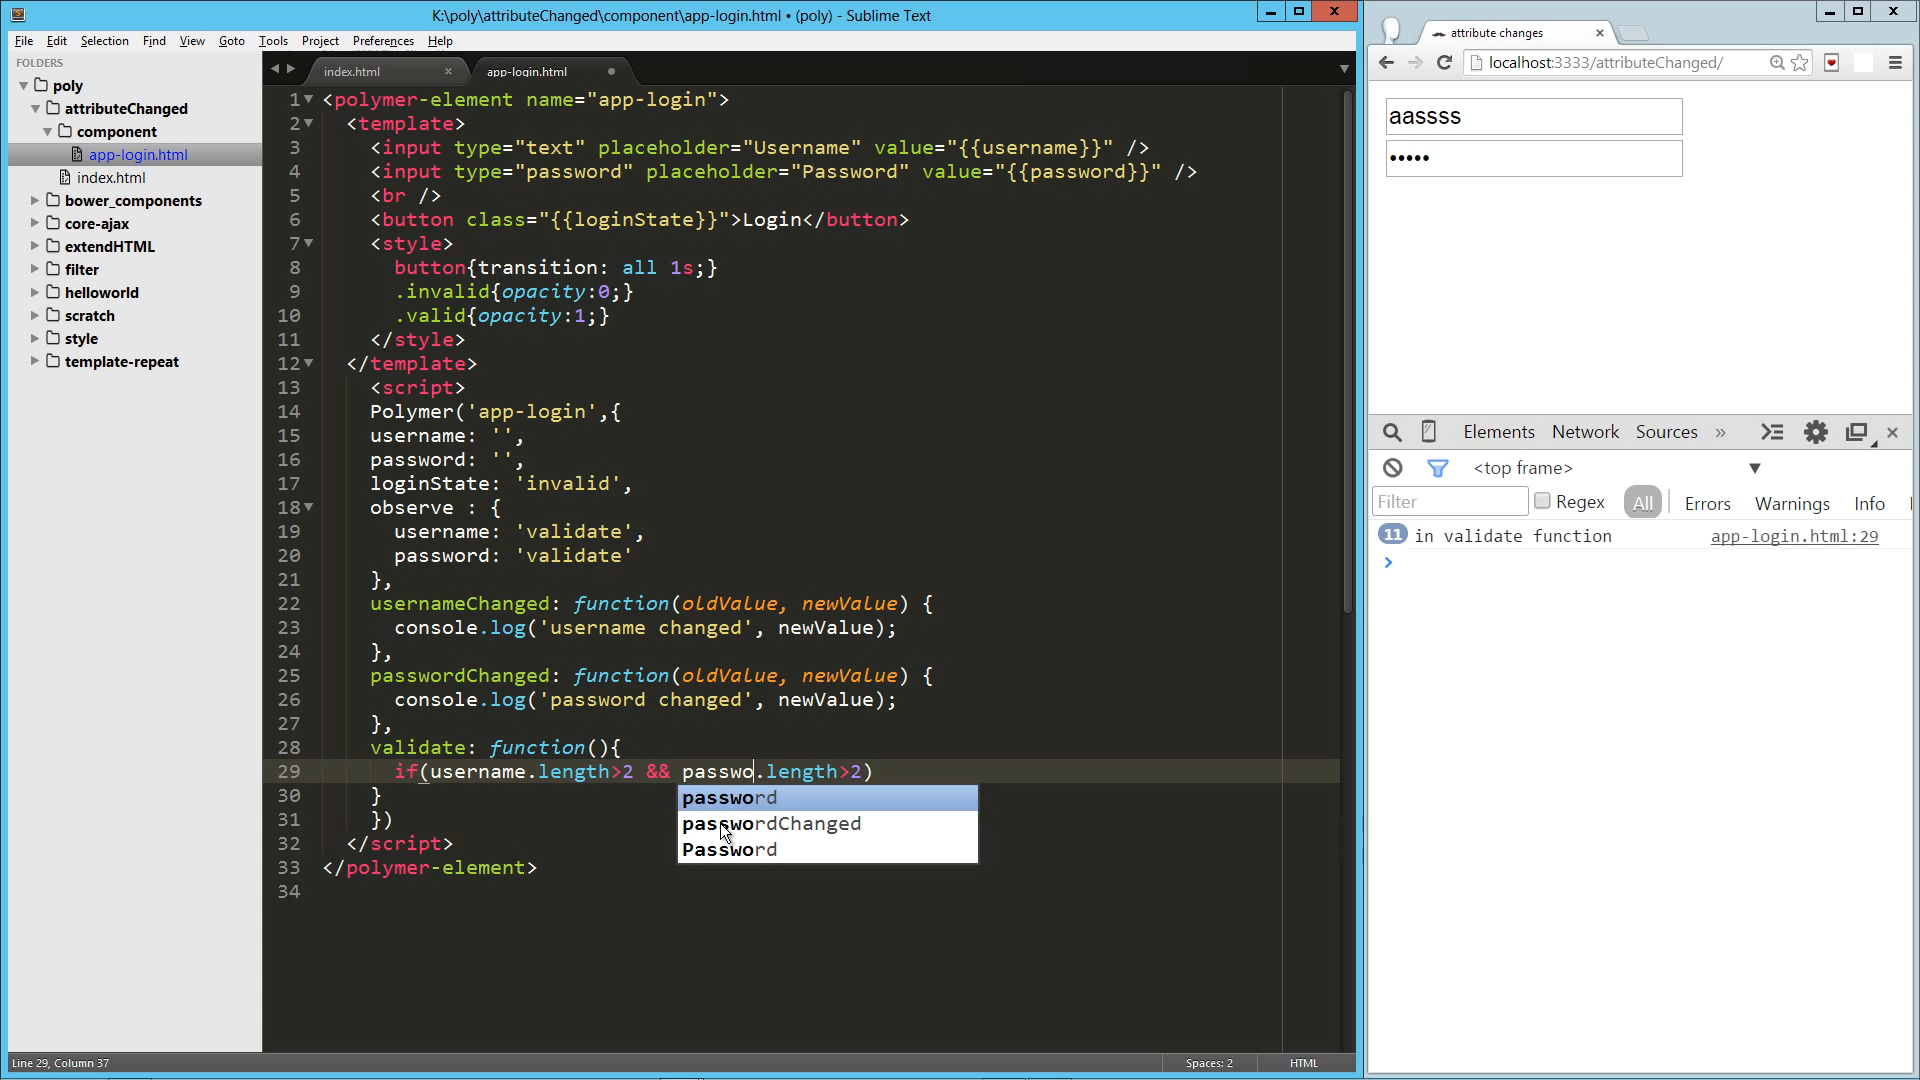 K:\poly\attributeChanged\component\app-login.html • (poly) - Sublime Text
File Edit Selection Find View Goto Tools Project Preferences Help
FOLDERS
poly
attributeChanged
component
app-login.html
index.html
bower_components
core-ajax
extendHTML
filter
helloworld
scratch
style
template-repeat
index.html × app-login.html
1 <polymer-element name="app-login">
2 <template>
3 <input type="text" placeholder="Username" value="{{username}}" />
4 <input type="password" placeholder="Password" value="{{password}}" />
5 <br />
6 <button class="{{loginState}}">Login</button>
7 <style>
8 button{transition: all 1s;}
9 .invalid{opacity:0;}
10 .valid{opacity:1;}
11 </style>
12 </template>
13 <script>
14 Polymer('app-login',{
15 username: '',
16 password: '',
17 loginState: 'invalid',
18 observe : {
19 username: 'validate',
20 password: 'validate'
21 },
22 usernameChanged: function(oldValue, newValue) {
23 console.log('username changed', newValue);
24 },
25 passwordChanged: function(oldValue, newValue) {
26 console.log('password changed', newValue);
27 },
28 validate: function(){
29 if(username.length>2 && passwo.length>2)
30 }
31 })
32 </script>
33 </polymer-element>
34
password
passwordChanged
Password
Line 29, Column 37
Spaces: 2
HTML
attribute changes
localhost:3333/attributeChanged/
aassss
•••••
Elements Network Sources »
<top frame>
Filter Regex All Errors Warnings Info
11 in validate function app-login.html:29